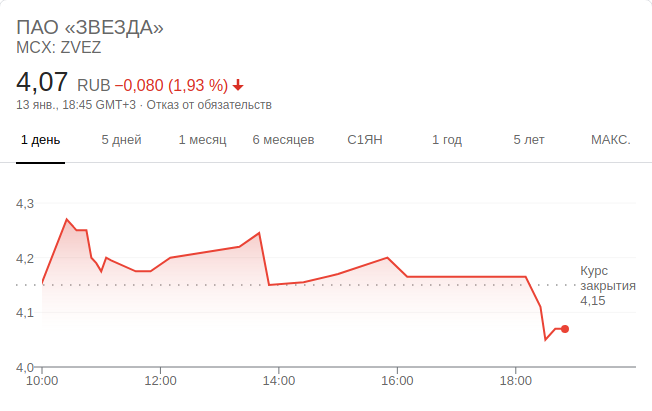 ПАО «ЗВЕЗДА»
MCX: ZVEZ
4,07 RUB −0,080 (1,93 %)
13 янв., 18:45 GMT+3 · Отказ от обязательств
1 день 5 дней 1 месяц 6 месяцев С1ЯН 1 год 5 лет МАКС.
4,3
4,2
Курс
закрытия
4,15
4,1
4,0
10:00 12:00 14:00 16:00 18:00